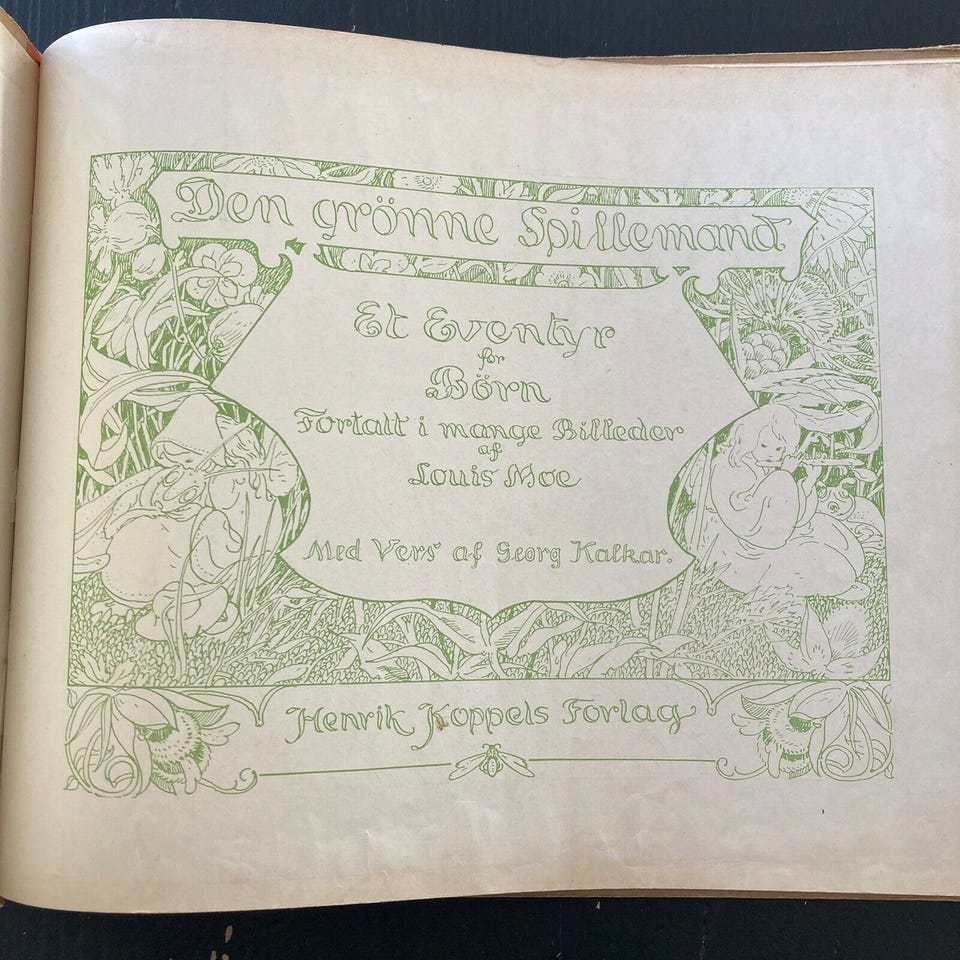 Den grönne Spillemand
Et Eventyr
for
Börn
Fortalt i mange Billeder
af
Louis Moe
Med Vers af Georg Kalkar.
Henrik Koppels Forlag